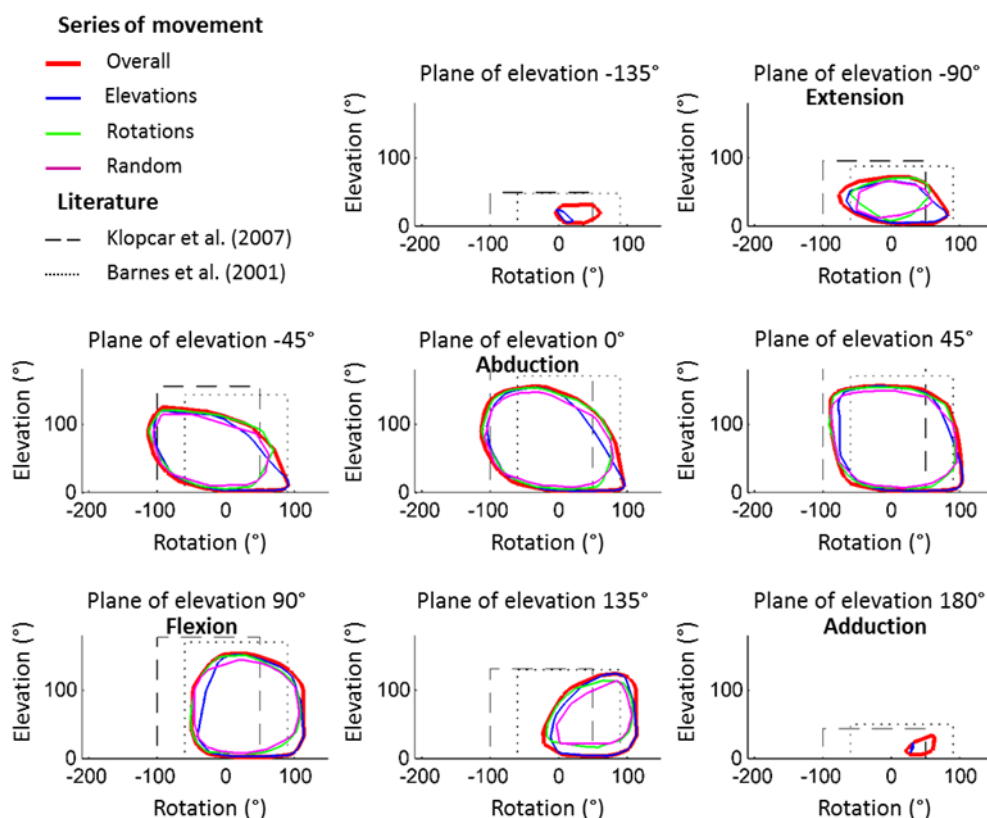 Series of movement
Overall
Elevations
Rotations
Random
Literature
Klopcar et al. (2007)
Barnes et al. (2001)
Plane of elevation -135°
Elevation (°)
100
0
-200 -100 0 100
Rotation (°)
Plane of elevation -90°
Extension
Elevation (°)
100
0
-200 -100 0 100
Rotation (°)
Plane of elevation -45°
Elevation (°)
100
0
-200 -100 0 100
Rotation (°)
Plane of elevation 0°
Abduction
Elevation (°)
100
0
-200 -100 0 100
Rotation (°)
Plane of elevation 45°
Elevation (°)
100
0
-200 -100 0 100
Rotation (°)
Plane of elevation 90°
Flexion
Elevation (°)
100
0
-200 -100 0 100
Rotation (°)
Plane of elevation 135°
Elevation (°)
100
0
-200 -100 0 100
Rotation (°)
Plane of elevation 180°
Adduction
Elevation (°)
100
0
-200 -100 0 100
Rotation (°)